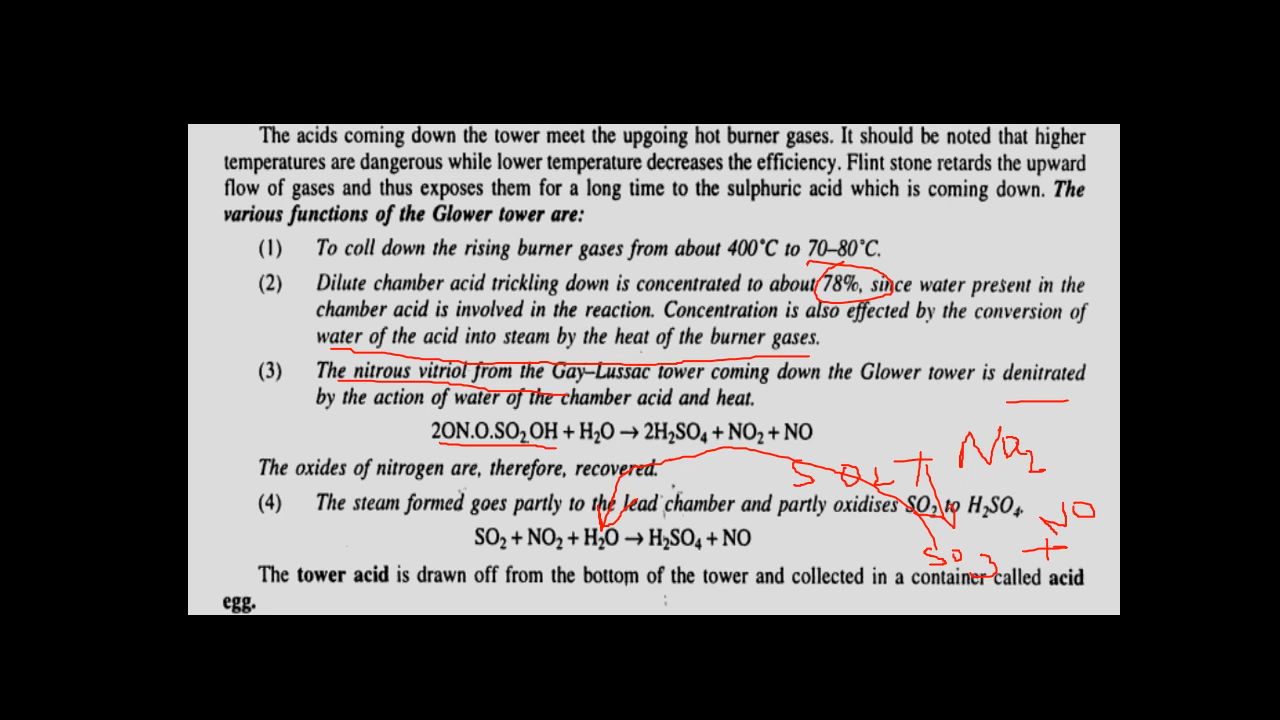 The acids coming down the tower meet the upgoing hot burner gases. It should be noted that higher
temperatures are dangerous while lower temperature decreases the efficiency. Flint stone retards the upward
flow of gases and thus exposes them for a long time to the sulphuric acid which is coming down. The
various functions of the Glower tower are:
(1) To coll down the rising burner gases from about 400°C to 70–80°C.
(2) Dilute chamber acid trickling down is concentrated to about 78%, since water present in the
chamber acid is involved in the reaction. Concentration is also effected by the conversion of
water of the acid into steam by the heat of the burner gases.
(3) The nitrous vitriol from the Gay–Lussac tower coming down the Glower tower is denitrated
by the action of water of the chamber acid and heat.
2ON.O.SO₂OH + H₂O → 2H₂SO₄ + NO₂ + NO
The oxides of nitrogen are, therefore, recovered.
SO₂ + NO₂
(4) The steam formed goes partly to the lead chamber and partly oxidises SO₂ to H₂SO₄.
SO₂ + NO₂ + H₂O → H₂SO₄ + NO
SO₃ + NO
The tower acid is drawn off from the bottom of the tower and collected in a container called acid
egg.